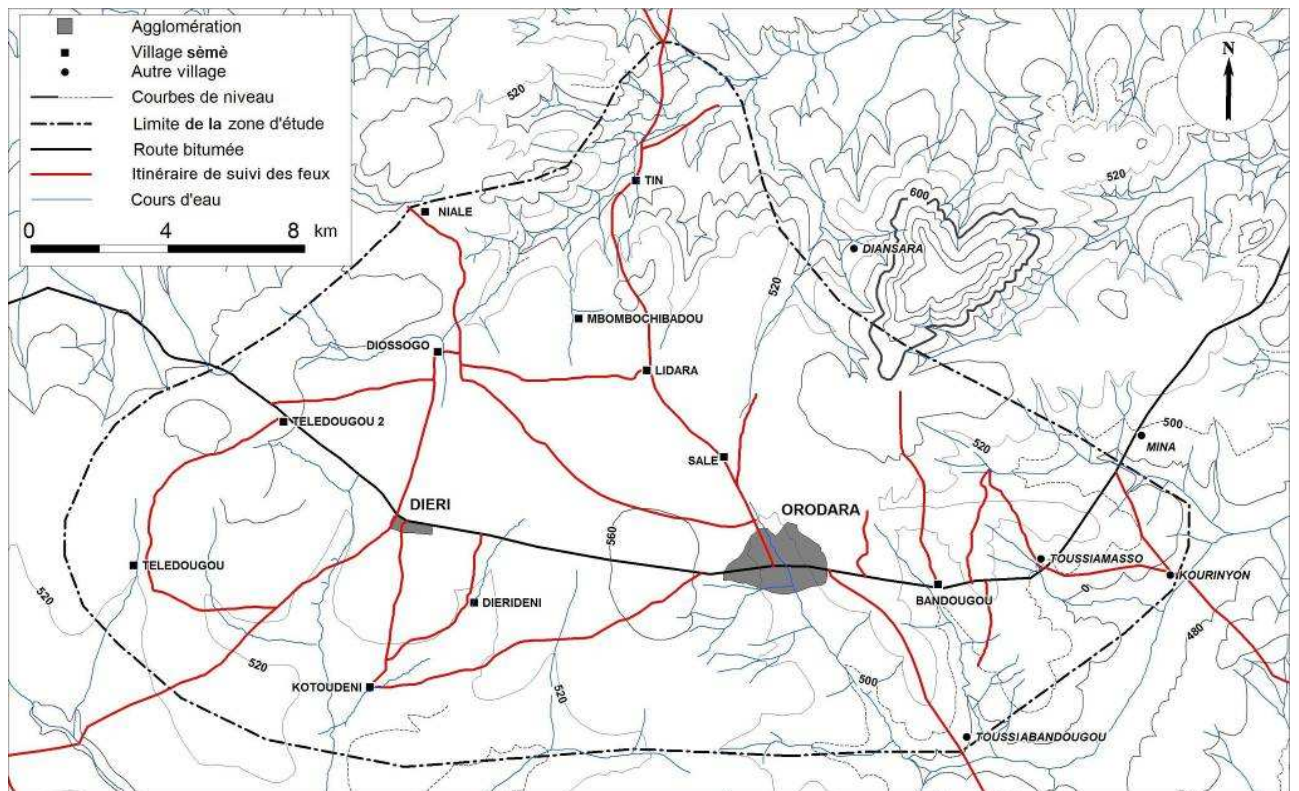 Agglomération
Village sèmè
Autre village
Courbes de niveau
Limite de la zone d'étude
Route bitumée
Itinéraire de suivi des feux
Cours d'eau
0 4 8 km
N
520
520
600
TIN
NIALE
DIANSARA
520
MBOMBOCHIBADOU
DIOSSOGO
LIDARA
TELEDOUGOU 2
500
MINA
520
SALE
DIERI
ORODARA
560
TELEDOUGOU
TOUSSIAMASSO
KOURINYON
0
BANDOUGOU
DIERIDENI
520
480
520
KOTOUDENI
520
500
TOUSSIABANDOUGOU